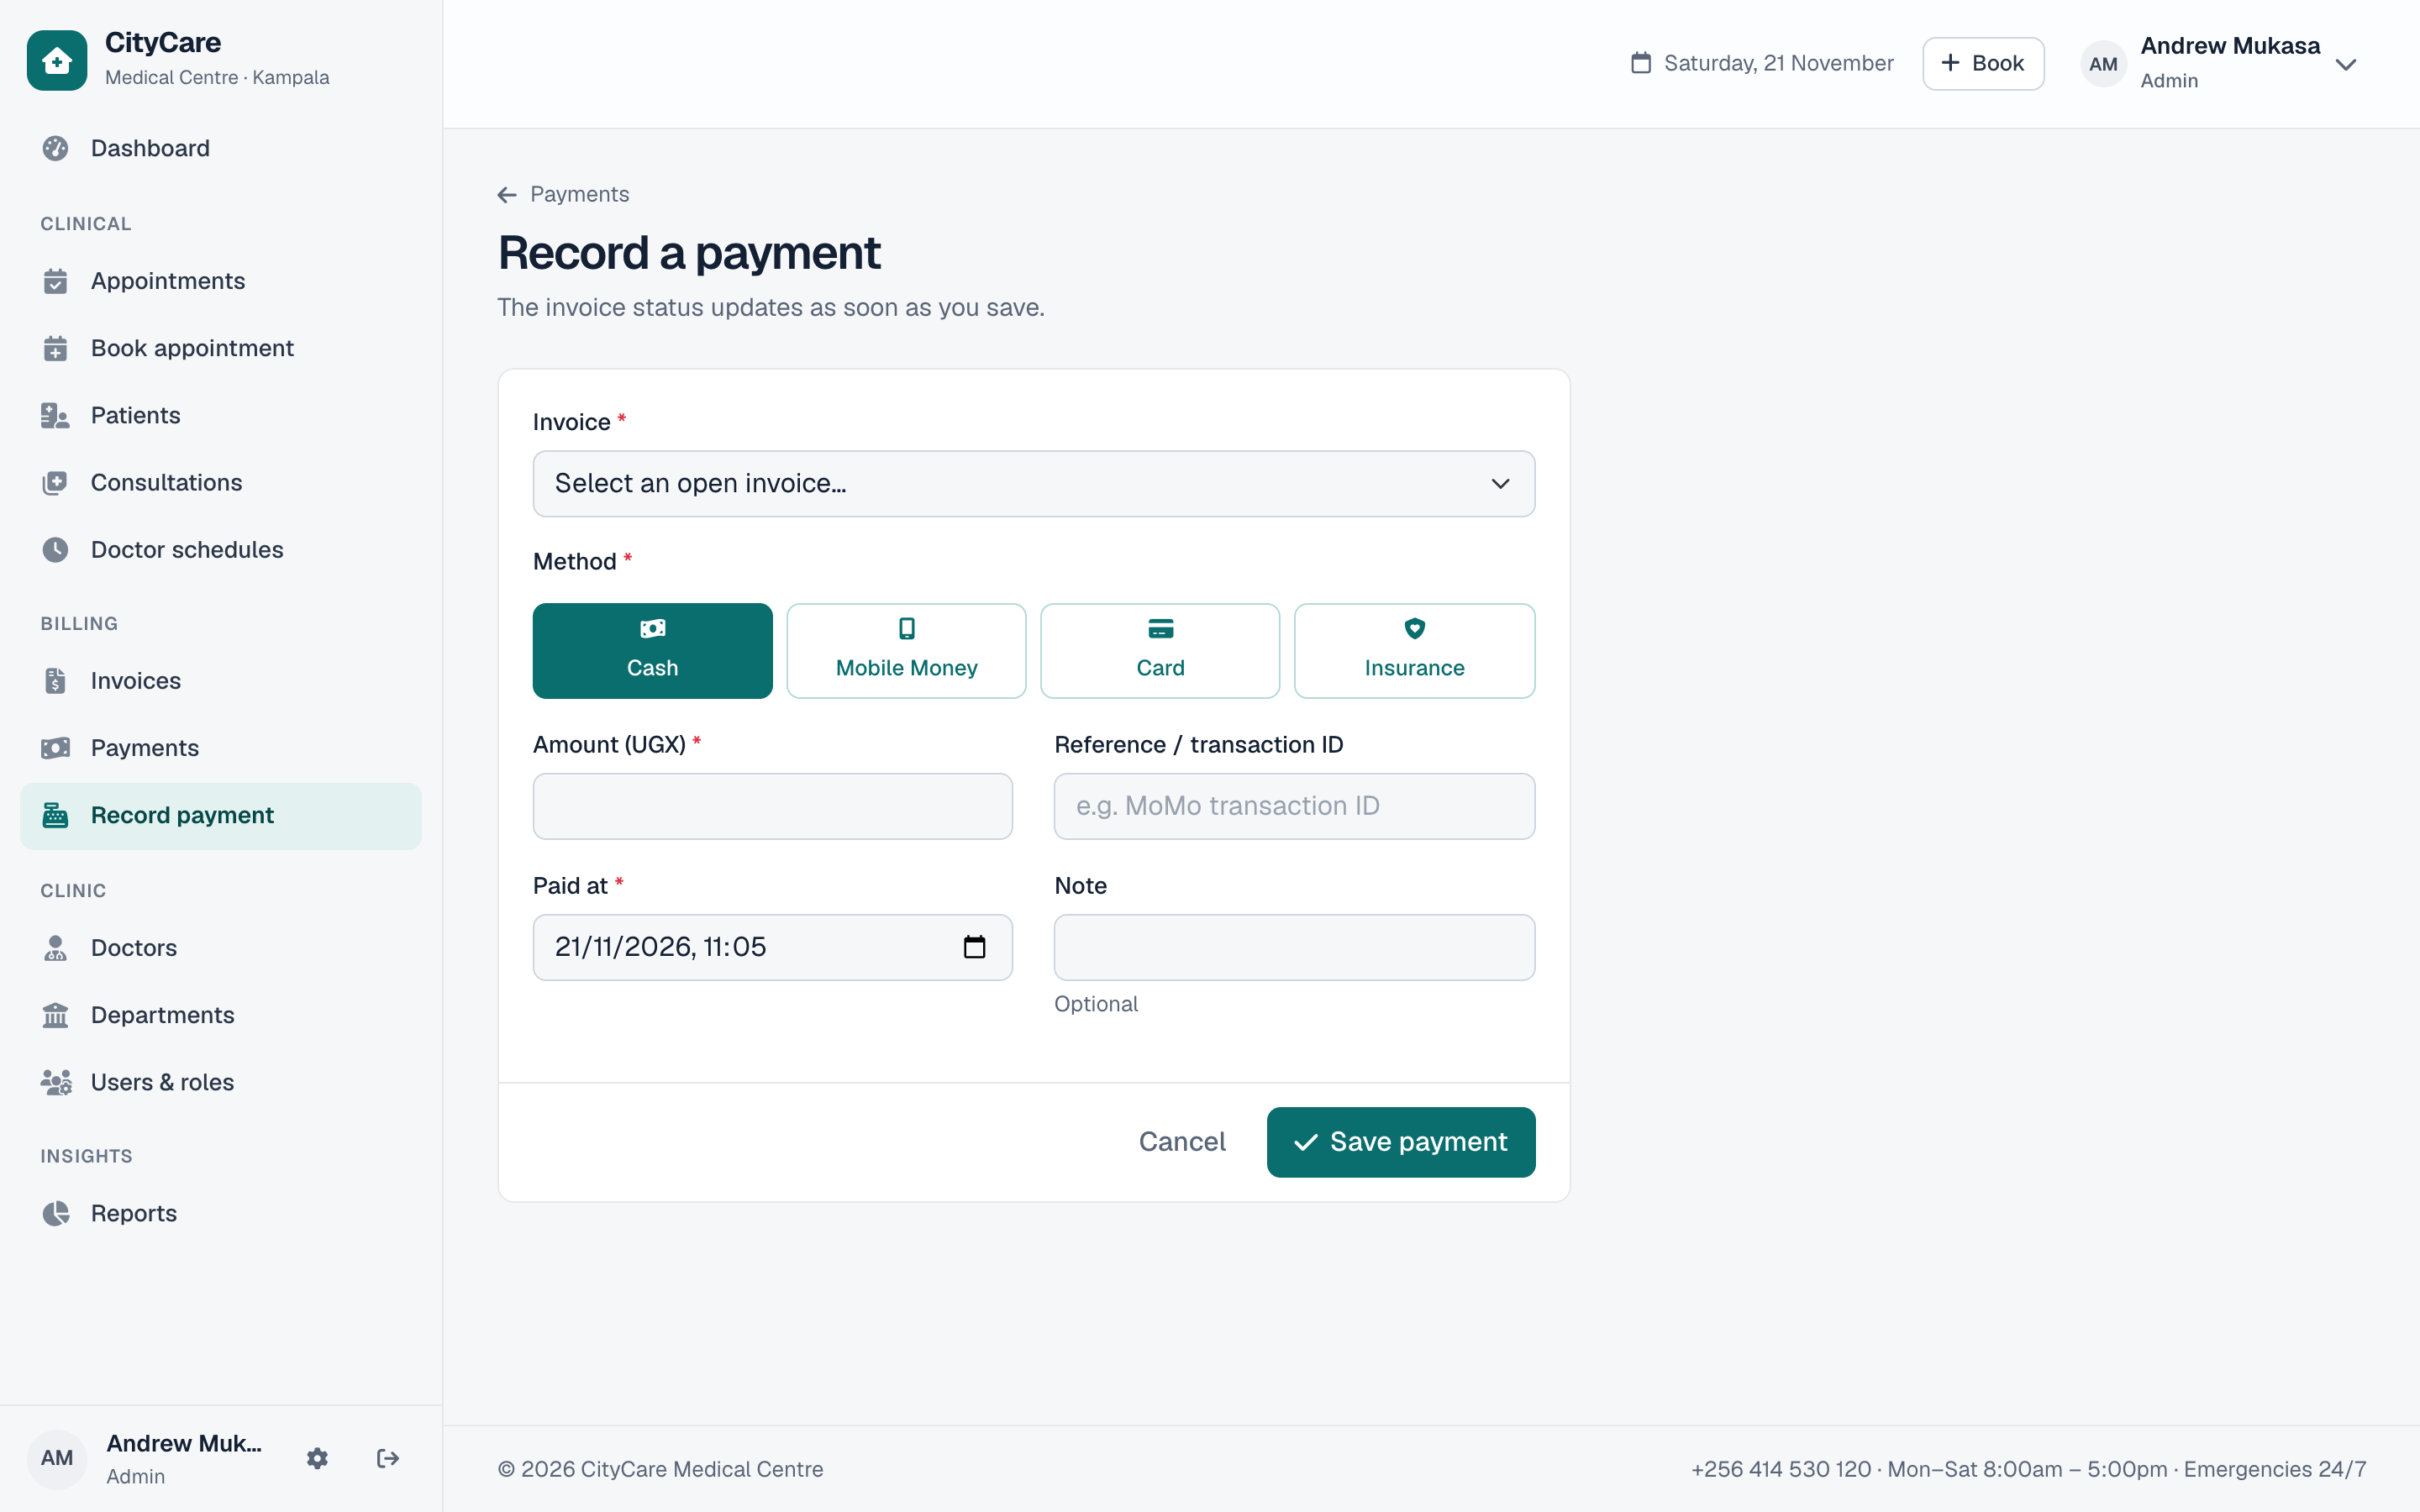 CityCare
Medical Centre · Kampala
Dashboard
CLINICAL
Appointments
Book appointment
Patients
Consultations
Doctor schedules
BILLING
Invoices
Payments
Record payment
CLINIC
Doctors
Departments
Users & roles
INSIGHTS
Reports
AM
Andrew Muk...
Admin
Saturday, 21 November
+ Book
AM
Andrew Mukasa
Admin
← Payments
Record a payment
The invoice status updates as soon as you save.
Invoice *
Select an open invoice...
Method *
Cash
Mobile Money
Card
Insurance
Amount (UGX) *
Reference / transaction ID
e.g. MoMo transaction ID
Paid at *
Note
21/11/2026, 11:05
Optional
Cancel
Save payment
© 2026 CityCare Medical Centre
+256 414 530 120 · Mon–Sat 8:00am – 5:00pm · Emergencies 24/7